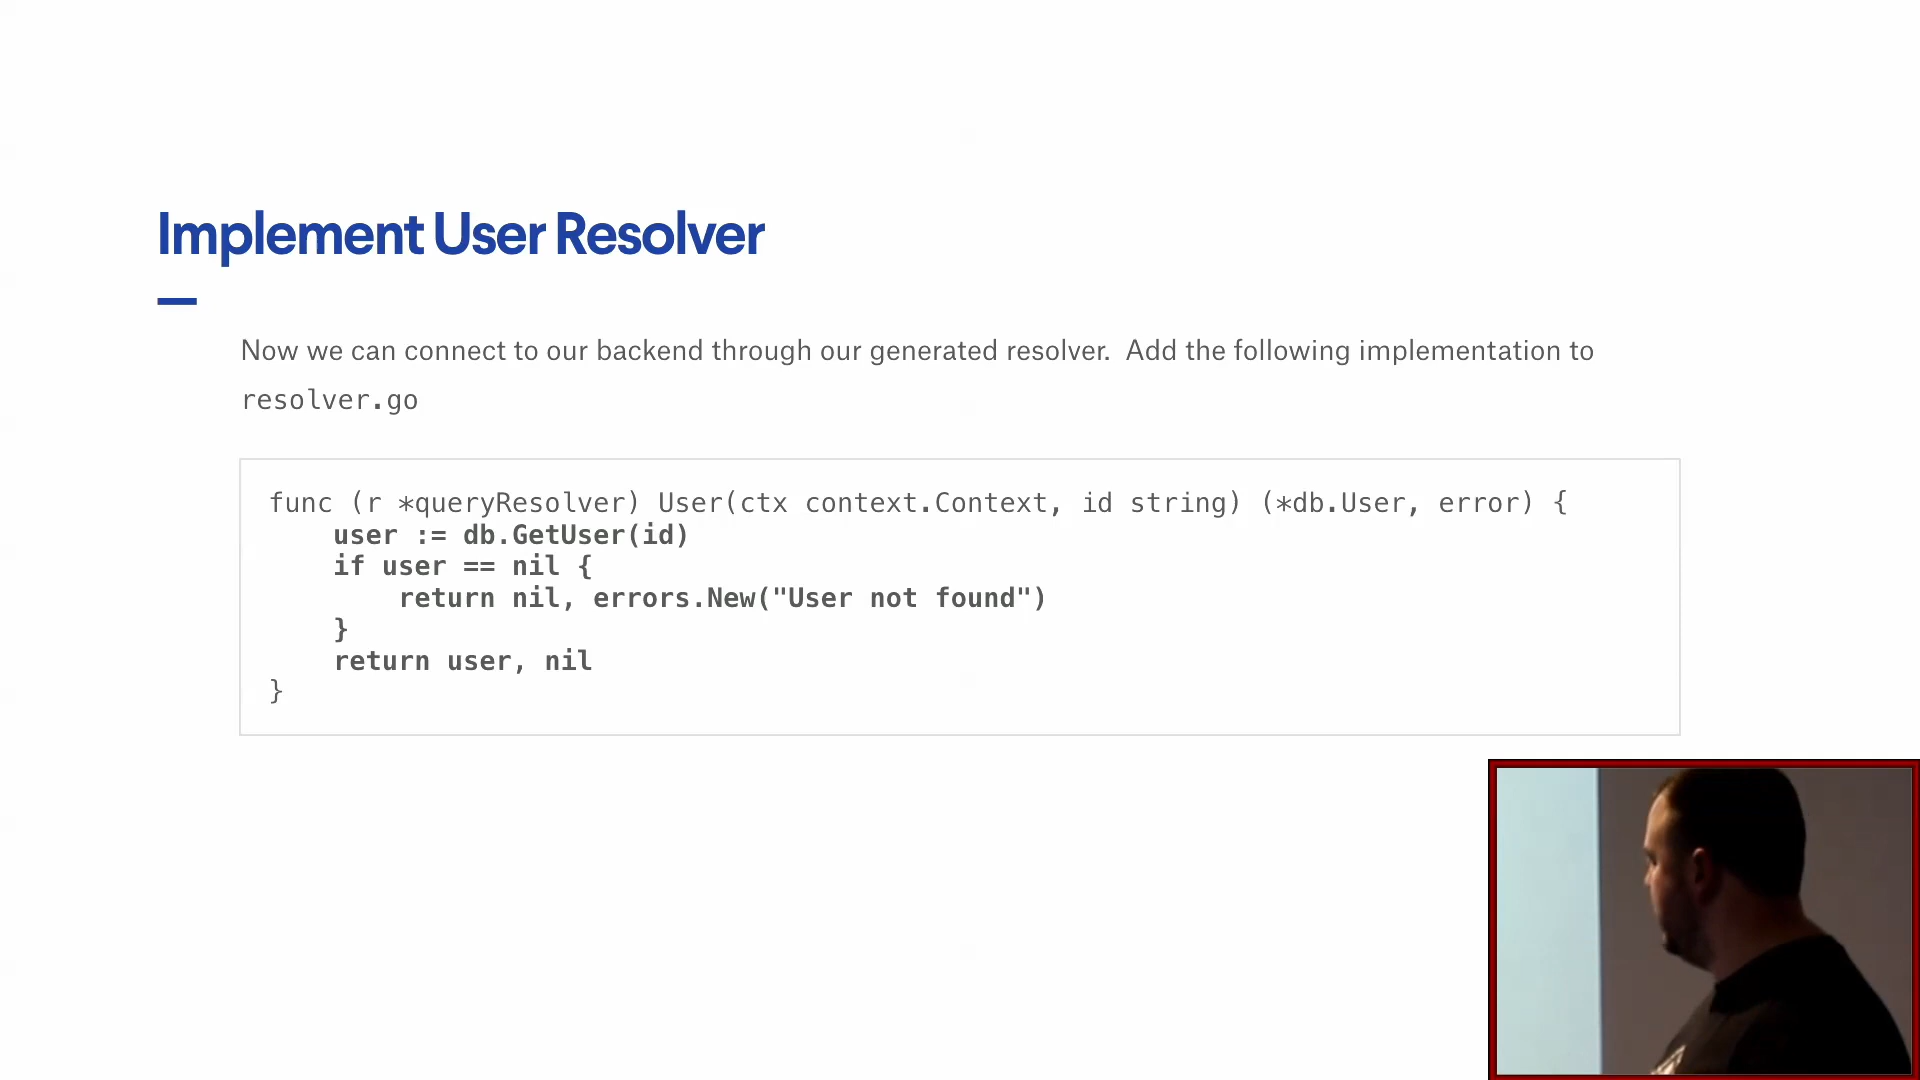 Implement User Resolver
Now we can connect to our backend through our generated resolver.  Add the following implementation to
resolver.go
func (r *queryResolver) User(ctx context.Context, id string) (*db.User, error) {
    user := db.GetUser(id)
    if user == nil {
        return nil, errors.New("User not found")
    }
    return user, nil
}